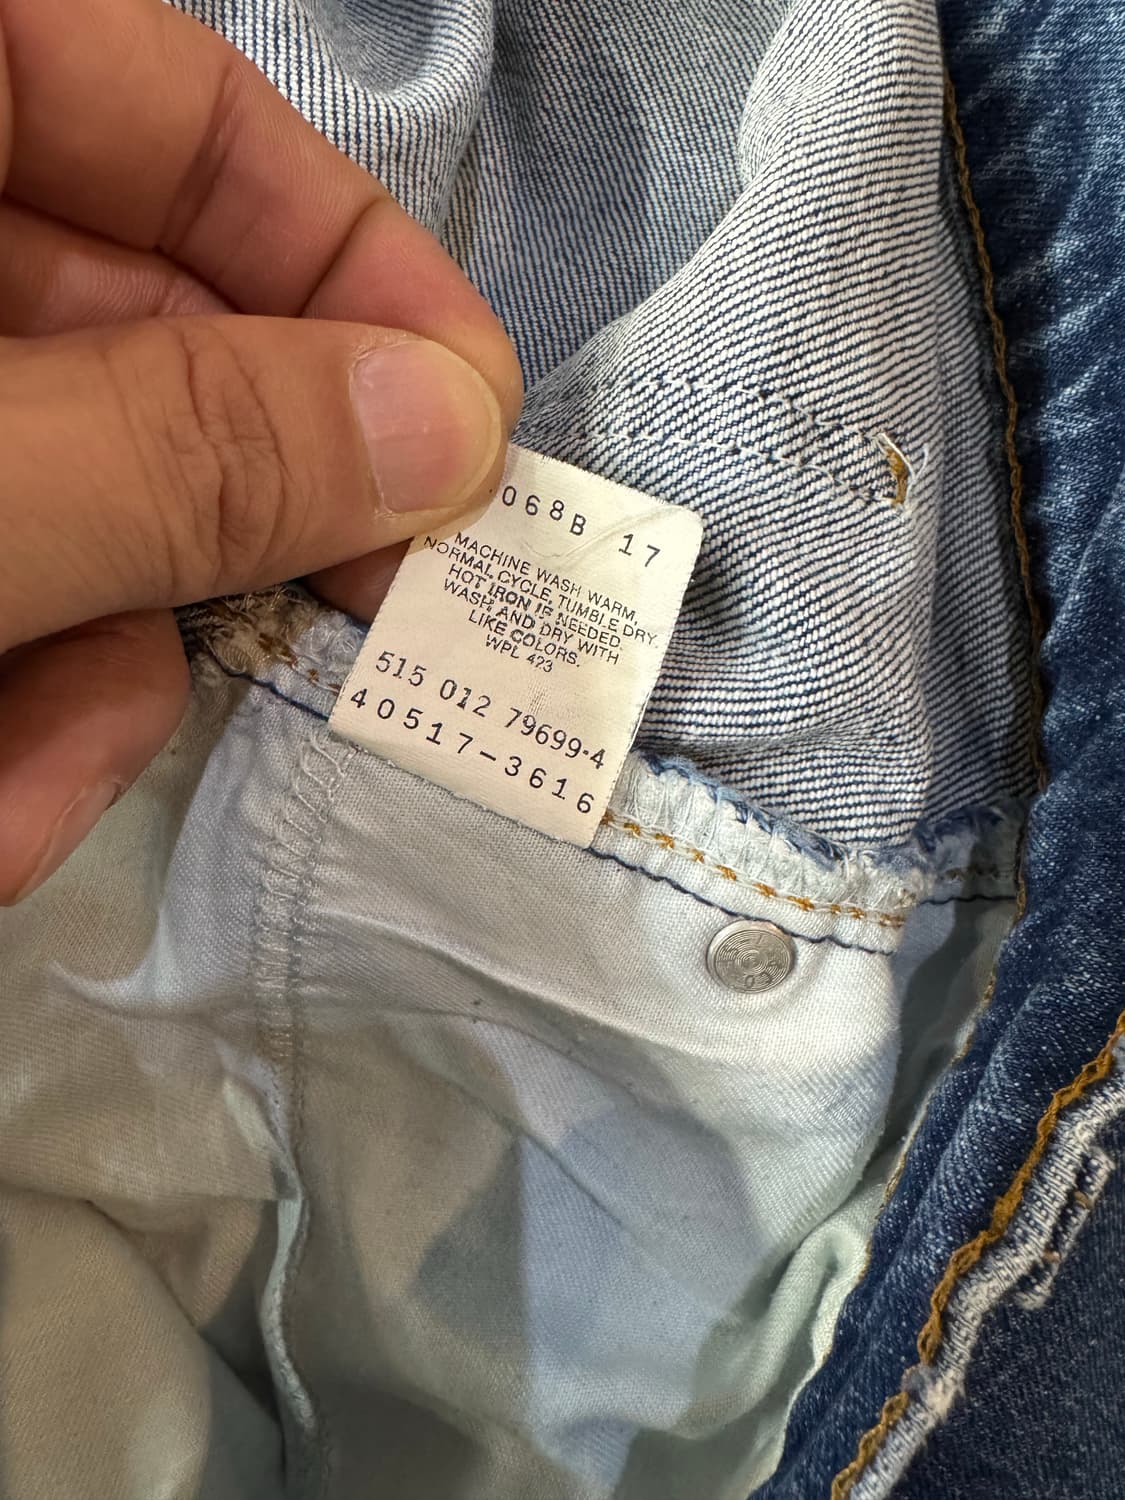 068B 17
MACHINE WASH WARM,
NORMAL CYCLE, TUMBLE DRY.
HOT IRON IF NEEDED.
WASH AND DRY WITH
LIKE COLORS.
WPL 423
515 012 79699-4
40517-3616